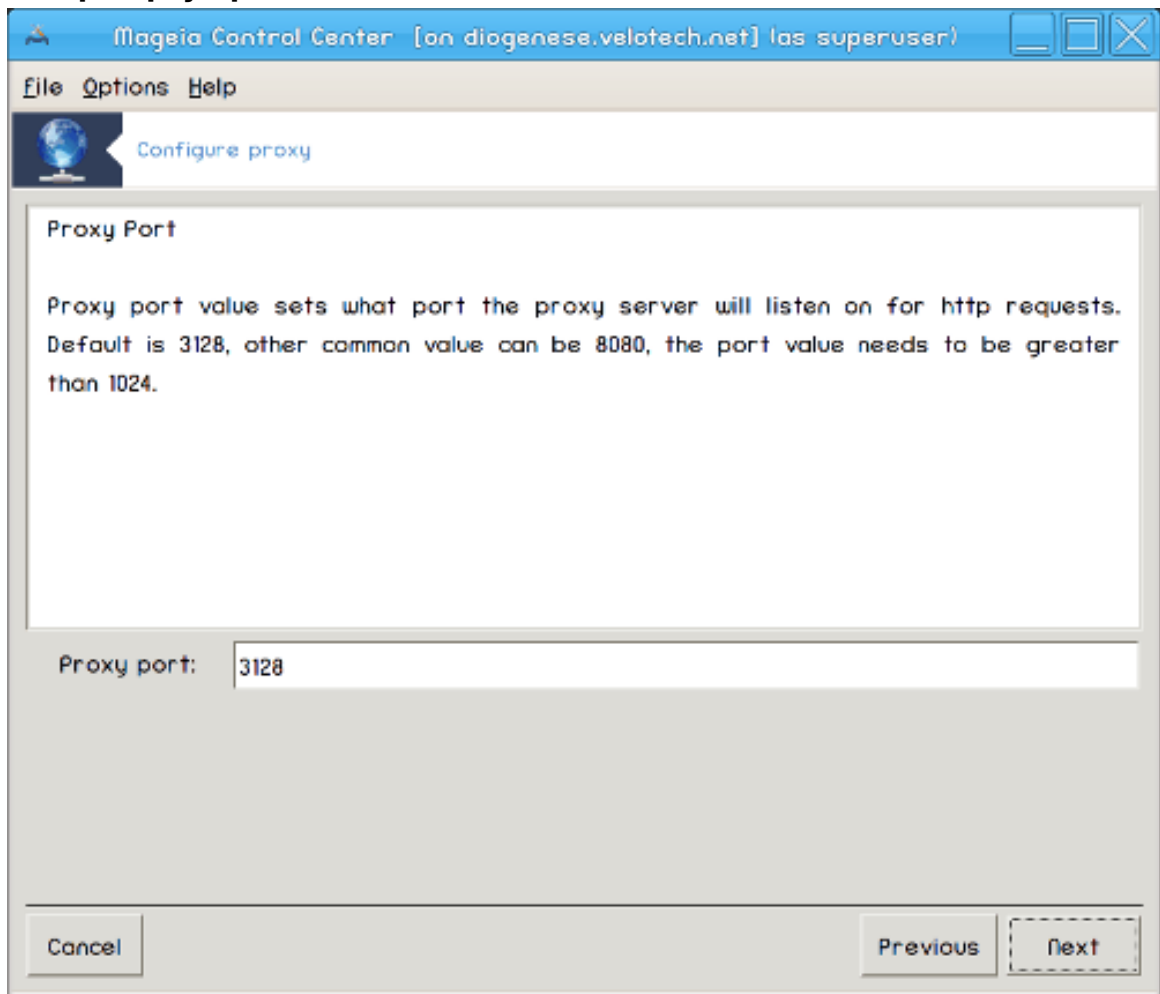 Mageia Control Center [on diogenese.velotech.net] (as superuser)
File Options Help
Configure proxy
Proxy Port
Proxy port value sets what port the proxy server will listen on for http requests.
Default is 3128, other common value can be 8080, the port value needs to be greater
than 1024.
Proxy port: 3128
Cancel Previous Next